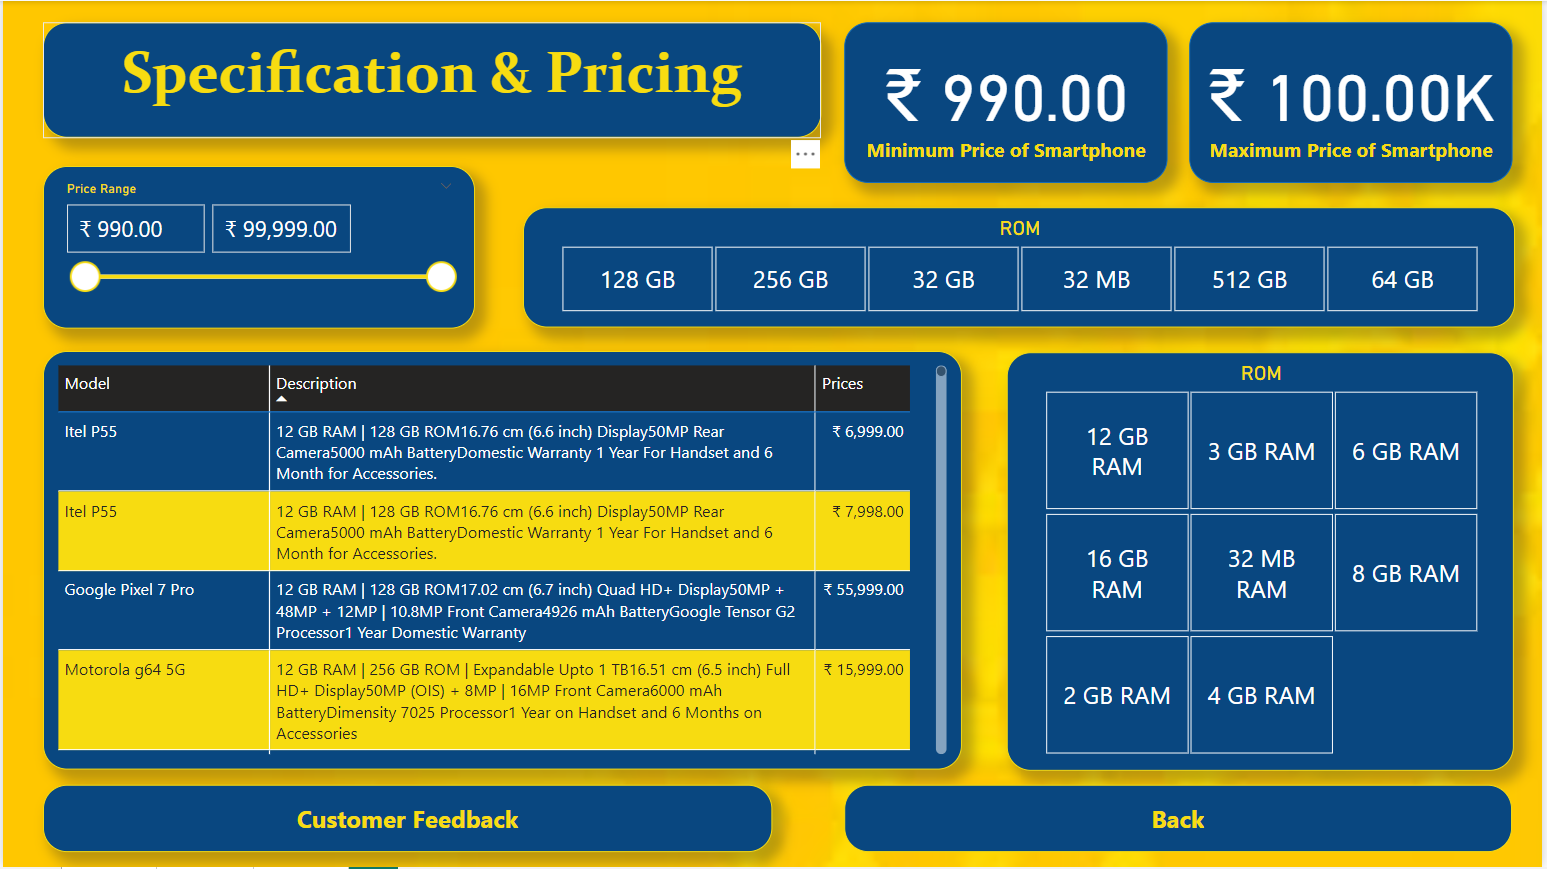 Specification & Pricing
₹ 990.00
Minimum Price of Smartphone
₹ 100.00K
Maximum Price of Smartphone
Price Range
₹ 990.00
₹ 99,999.00
ROM
128 GB
256 GB
32 GB
32 MB
512 GB
64 GB
Model
Description
Prices
Itel P55
12 GB RAM | 128 GB ROM16.76 cm (6.6 inch) Display50MP Rear
Camera5000 mAh BatteryDomestic Warranty 1 Year For Handset and 6
Month for Accessories.
₹ 6,999.00
Itel P55
12 GB RAM | 128 GB ROM16.76 cm (6.6 inch) Display50MP Rear
Camera5000 mAh BatteryDomestic Warranty 1 Year For Handset and 6
Month for Accessories.
₹ 7,998.00
Google Pixel 7 Pro
12 GB RAM | 128 GB ROM17.02 cm (6.7 inch) Quad HD+ Display50MP +
48MP + 12MP | 10.8MP Front Camera4926 mAh BatteryGoogle Tensor G2
Processor1 Year Domestic Warranty
₹ 55,999.00
Motorola g64 5G
12 GB RAM | 256 GB ROM | Expandable Upto 1 TB16.51 cm (6.5 inch) Full
HD+ Display50MP (OIS) + 8MP | 16MP Front Camera6000 mAh
BatteryDimensity 7025 Processor1 Year on Handset and 6 Months on
Accessories
₹ 15,999.00
ROM
12 GB
RAM
3 GB RAM
6 GB RAM
16 GB
RAM
32 MB
RAM
8 GB RAM
2 GB RAM
4 GB RAM
Customer Feedback
Back